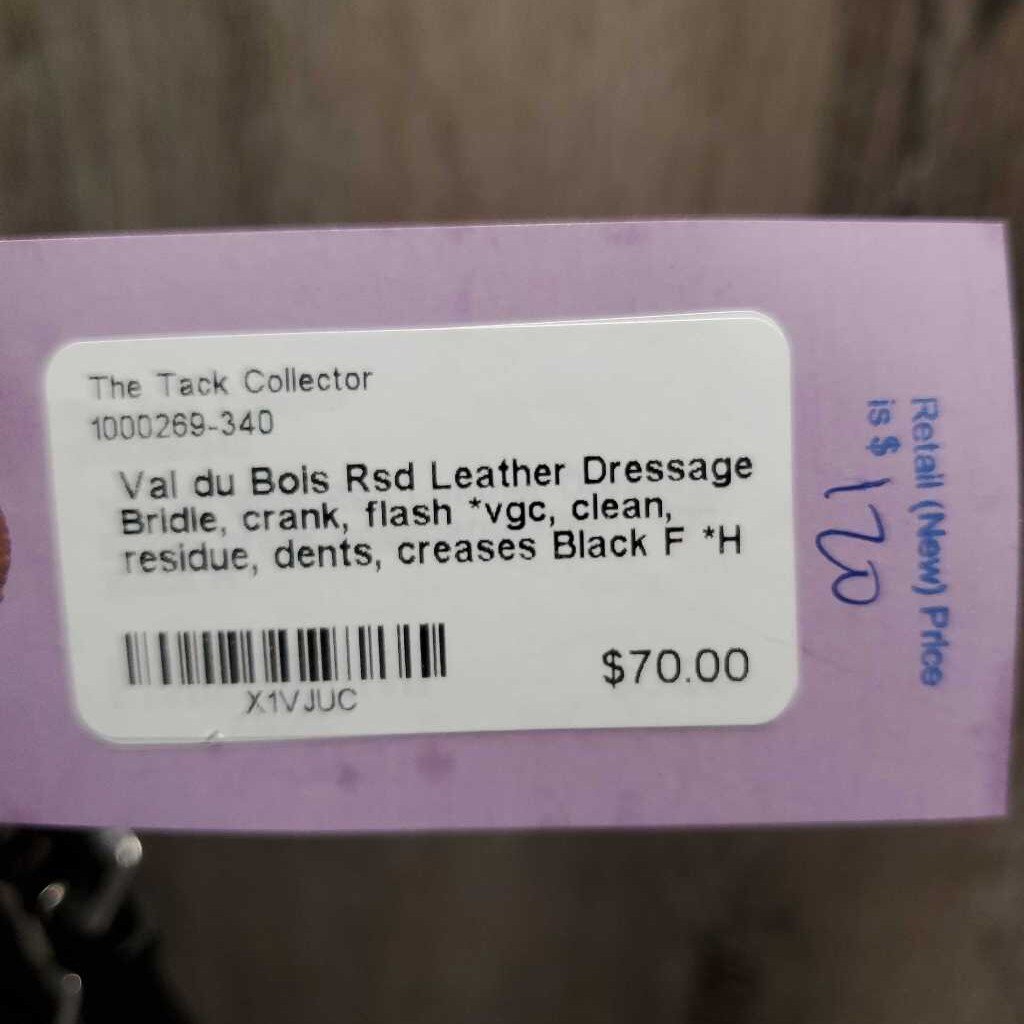 The Tack Collector
1000269-340
Val du Bois Rsd Leather Dressage
Bridle, crank, flash *vgc, clean,
residue, dents, creases Black F *H
X1VJUC
$70.00
Retail (New) Price
is $ 120